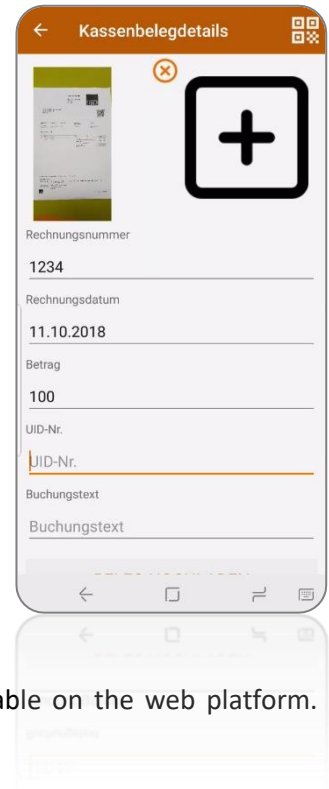 Kassenbelegdetails
Rechnungsnummer
1234
Rechnungsdatum
11.10.2018
Betrag
100
UID-Nr.
UID-Nr.
Buchungstext
Buchungstext
on the web platform.